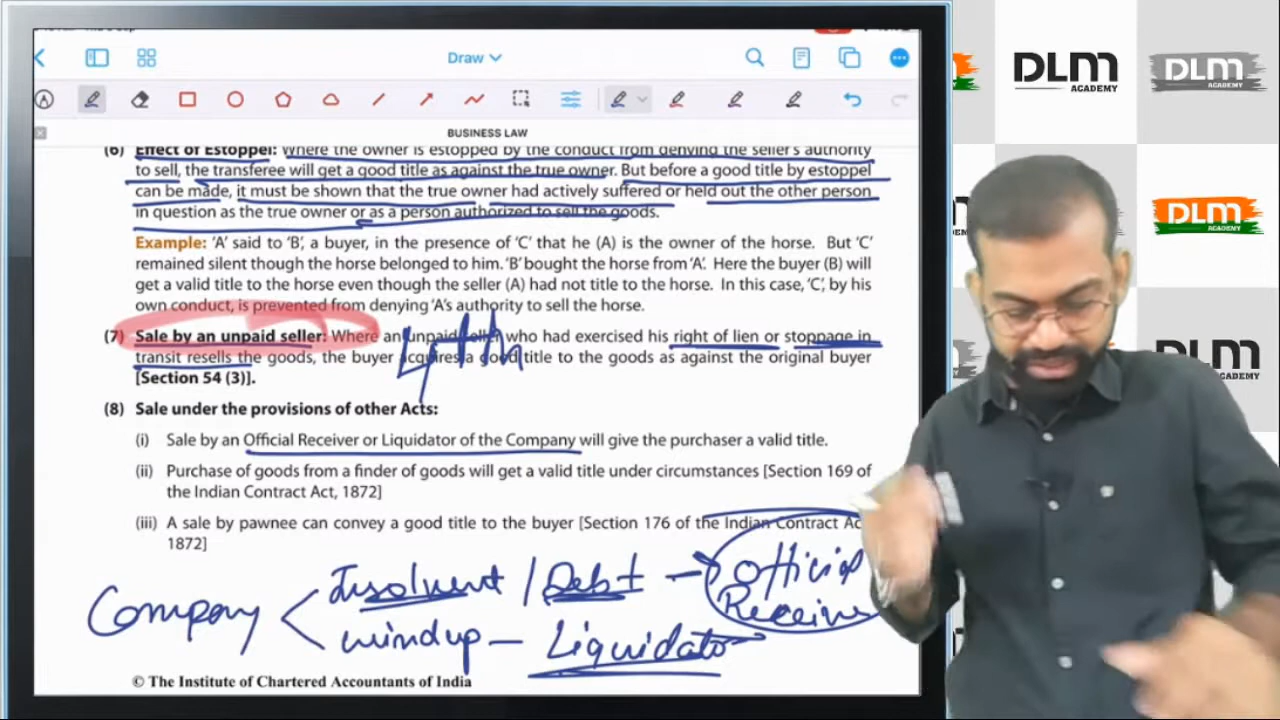 Draw
BUSINESS LAW
(6) Effect of Estoppel: Where the owner is estopped by the conduct from denying the seller's authority
to sell, the transferee will get a good title as against the true owner. But before a good title by estoppel
can be made, it must be shown that the true owner had actively suffered or held out the other person
in question as the true owner or as a person authorized to sell the goods.
Example: 'A' said to 'B', a buyer, in the presence of 'C' that he (A) is the owner of the horse. But 'C'
remained silent though the horse belonged to him. 'B' bought the horse from 'A'. Here the buyer (B) will
get a valid title to the horse even though the seller (A) had not title to the horse. In this case, 'C', by his
own conduct, is prevented from denying 'A's authority to sell the horse.
(7) Sale by an unpaid seller: Where an unpaid who had exercised his right of lien or stoppage in
transit resells the goods, the buyer acquires a good title to the goods as against the original buyer
[Section 54 (3)].
(8) Sale under the provisions of other Acts:
(i) Sale by an Official Receiver or Liquidator of the Company will give the purchaser a valid title.
(ii) Purchase of goods from a finder of goods will get a valid title under circumstances [Section 169 of
the Indian Contract Act, 1872]
(iii) A sale by pawnee can convey a good title to the buyer [Section 176 of the Indian Contract Ac
1872]
Company
Insolvent / Debt — Official
Receive
windup — Liquidato
© The Institute of Chartered Accountants of India
DLM
ACADEMY
DLM
ACADEMY
DLM
ACADEMY